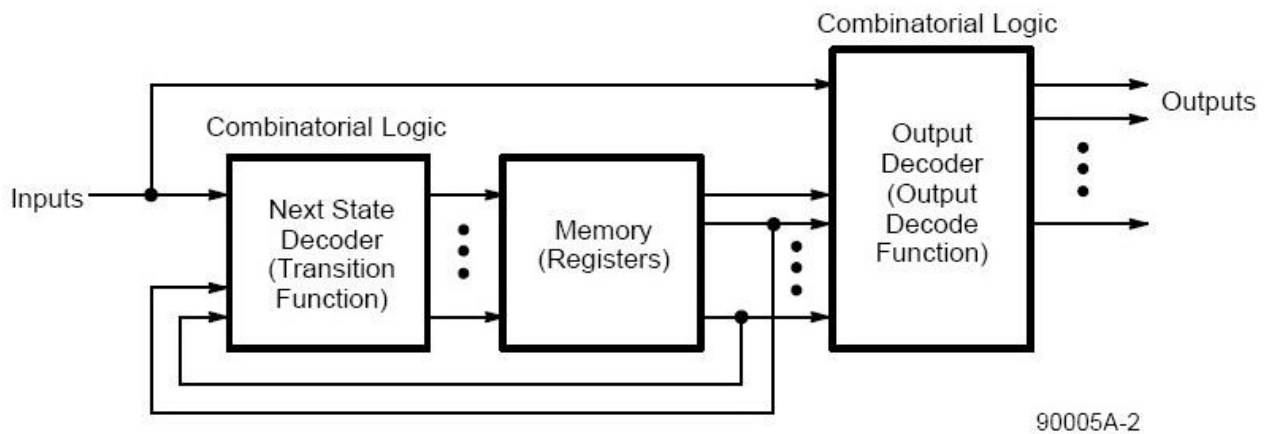 Combinatorial Logic
Combinatorial Logic
Inputs
Next State
Decoder
(Transition
Function)
Memory
(Registers)
Output
Decoder
(Output
Decode
Function)
Outputs
90005A-2